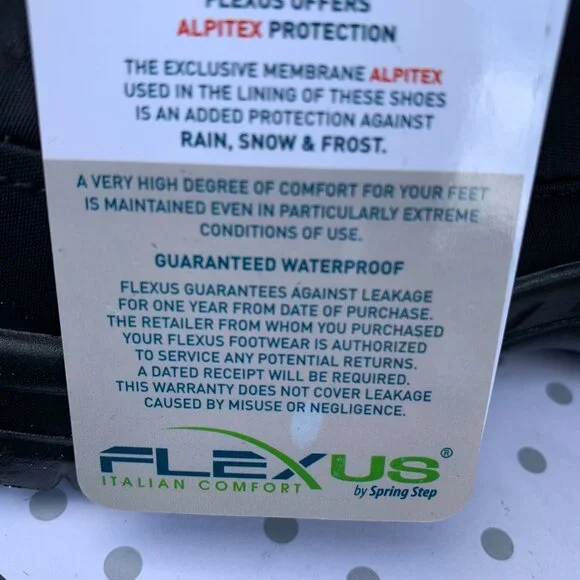 FLEXUS OFFERS
ALPITEX PROTECTION
THE EXCLUSIVE MEMBRANE ALPITEX
USED IN THE LINING OF THESE SHOES
IS AN ADDED PROTECTION AGAINST
RAIN, SNOW & FROST.
A VERY HIGH DEGREE OF COMFORT FOR YOUR FEET
IS MAINTAINED EVEN IN PARTICULARLY EXTREME
CONDITIONS OF USE.
GUARANTEED WATERPROOF
FLEXUS GUARANTEES AGAINST LEAKAGE
FOR ONE YEAR FROM DATE OF PURCHASE.
THE RETAILER FROM WHOM YOU PURCHASED
YOUR FLEXUS FOOTWEAR IS AUTHORIZED
TO SERVICE ANY POTENTIAL RETURNS.
A DATED RECEIPT WILL BE REQUIRED.
THIS WARRANTY DOES NOT COVER LEAKAGE
CAUSED BY MISUSE OR NEGLIGENCE.
FLEXUS®
ITALIAN COMFORT
by Spring Step